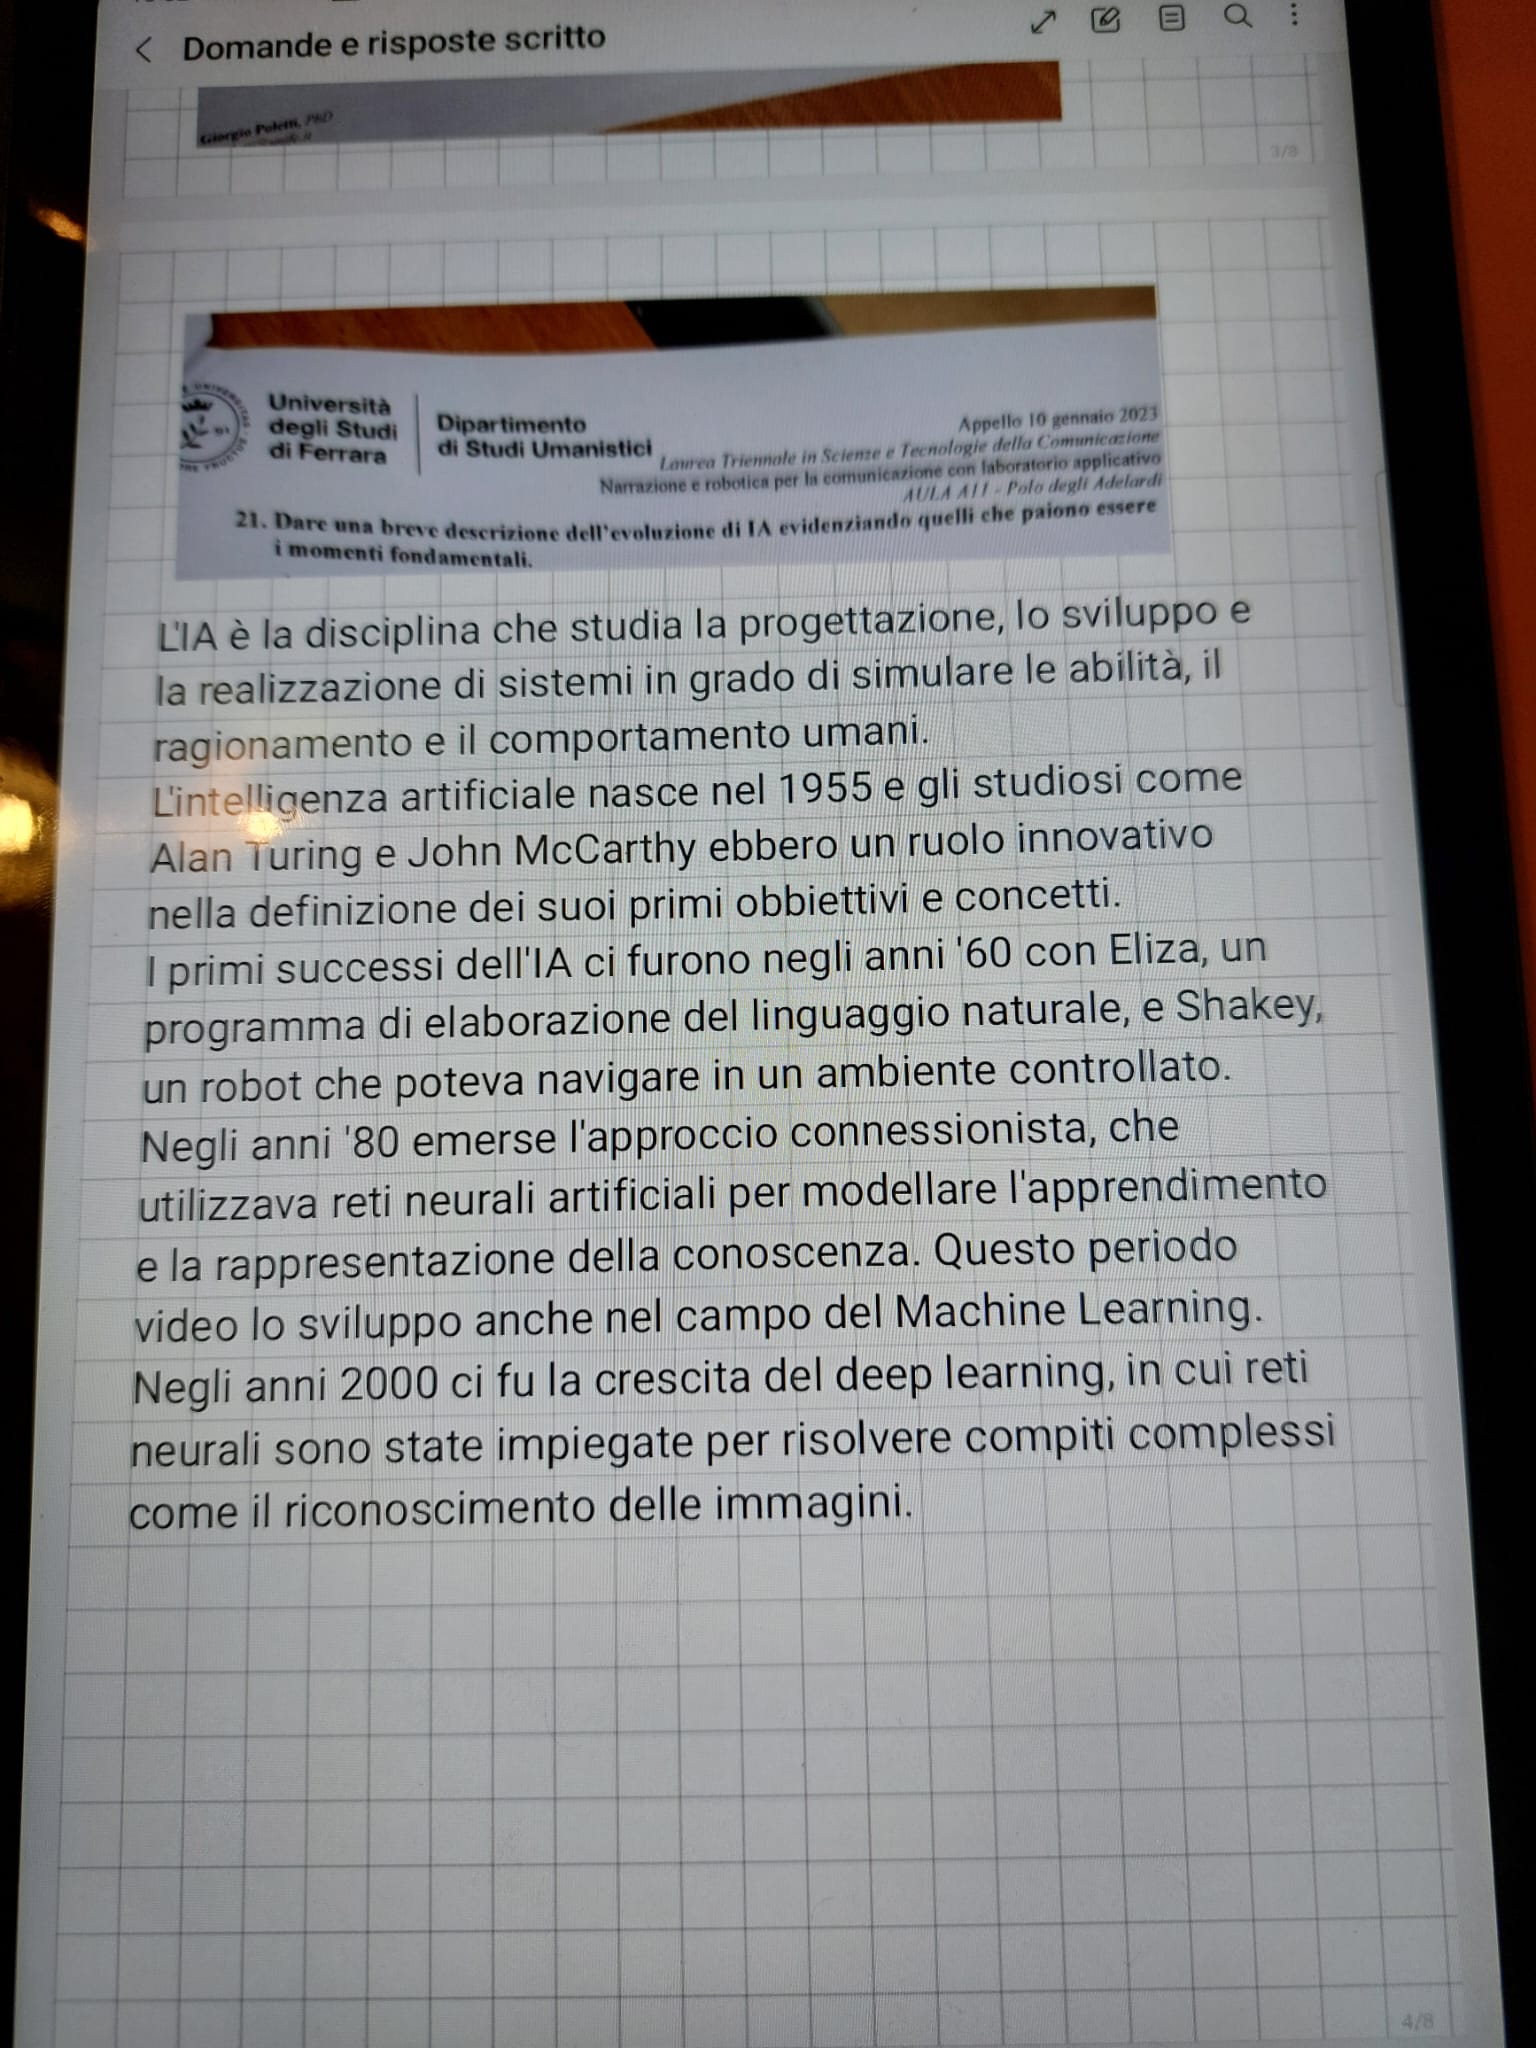 Domande e risposte scritto
Giorgio Poletti, PhD
3/8
Università
degli Studi
di Ferrara
Dipartimento
di Studi Umanistici
Appello 10 gennaio 2023
Laurea Triennale in Scienze e Tecnologie della Comunicazione
Narrazione e robotica per la comunicazione con laboratorio applicativo
AULA A11 - Polo degli Adelardi
21. Dare una breve descrizione dell'evoluzione di IA evidenziando quelli che paiono essere
i momenti fondamentali.
L'IA è la disciplina che studia la progettazione, lo sviluppo e
la realizzazione di sistemi in grado di simulare le abilità, il
ragionamento e il comportamento umani.
L'intelligenza artificiale nasce nel 1955 e gli studiosi come
Alan Turing e John McCarthy ebbero un ruolo innovativo
nella definizione dei suoi primi obbiettivi e concetti.
I primi successi dell'IA ci furono negli anni '60 con Eliza, un
programma di elaborazione del linguaggio naturale, e Shakey,
un robot che poteva navigare in un ambiente controllato.
Negli anni '80 emerse l'approccio connessionista, che
utilizzava reti neurali artificiali per modellare l'apprendimento
e la rappresentazione della conoscenza. Questo periodo
video lo sviluppo anche nel campo del Machine Learning.
Negli anni 2000 ci fu la crescita del deep learning, in cui reti
neurali sono state impiegate per risolvere compiti complessi
come il riconoscimento delle immagini.
4/8